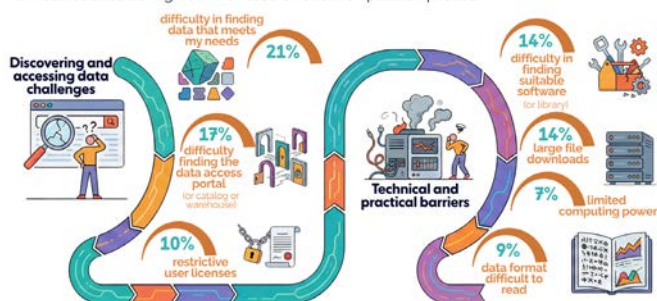 Discovering and
accessing data
challenges
difficulty in finding
data that meets
my needs
21%
17%
difficulty
finding the
data access
portal
(or catalog or
warehouse)
10%
restrictive
user licenses
Technical and
practical barriers
14%
difficulty in
finding
suitable
software
(or library)
14%
large file
downloads
7%
limited
computing power
9%
data format
difficult to
read